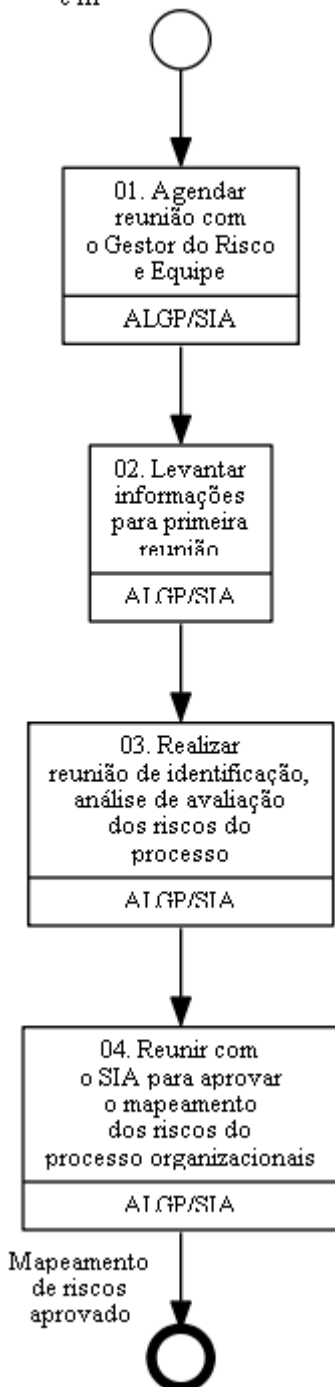 01. Agendar
reunião com
o Gestor do Risco
e Equipe
ALGP/SIA
02. Levantar
informações
para primeira
reunião
ALGP/SIA
03. Realizar
reunião de identificação,
análise de avaliação
dos riscos do
processo
ALGP/SIA
04. Reunir com
o SIA para aprovar
o mapeamento
dos riscos do
processo organizacionais
ALGP/SIA
Mapeamento
de riscos
aprovado